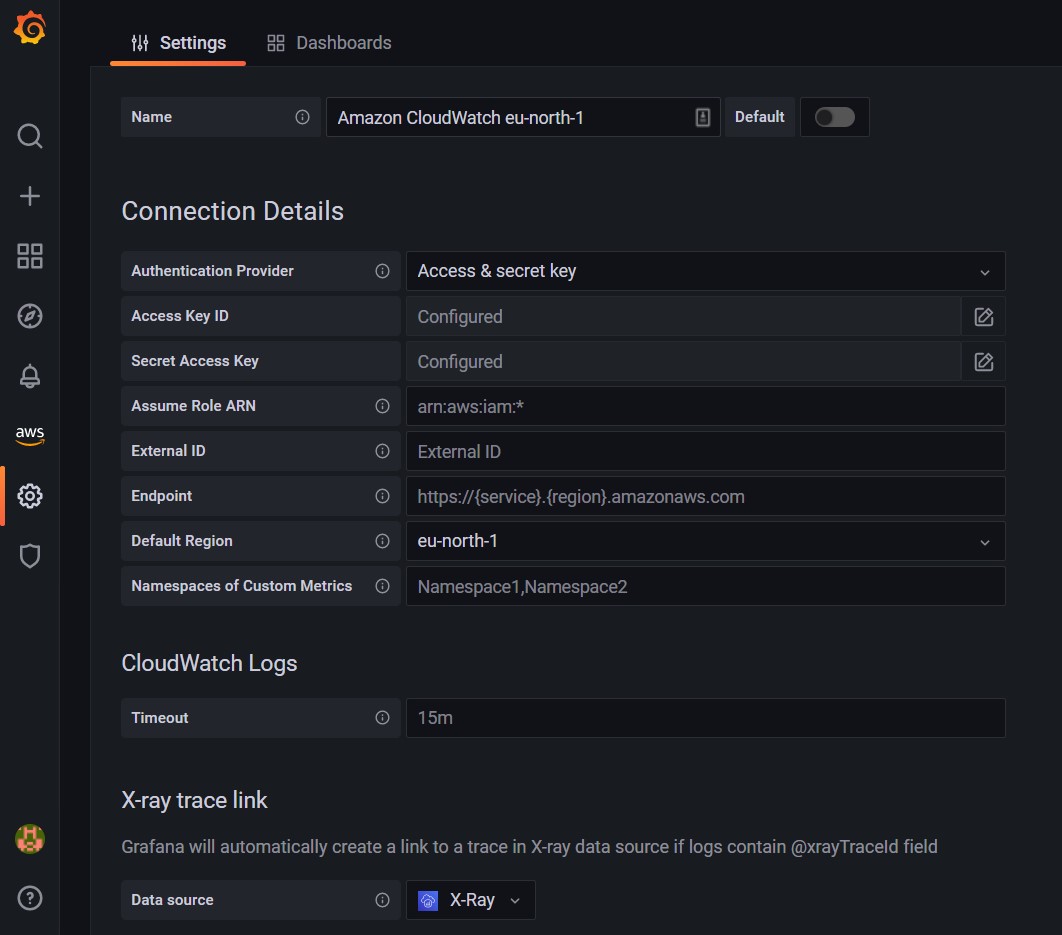 Settings Dashboards
Name Amazon CloudWatch eu-north-1 Default
Connection Details
Authentication Provider Access & secret key
Access Key ID Configured
Secret Access Key Configured
Assume Role ARN arn:aws:iam:*
External ID External ID
Endpoint https://{service}.{region}.amazonaws.com
aws
Default Region eu-north-1
Namespaces of Custom Metrics Namespace1,Namespace2
CloudWatch Logs
Timeout 15m
X-ray trace link
Grafana will automatically create a link to a trace in X-ray data source if logs contain @xrayTraceId field
Data source X-Ray